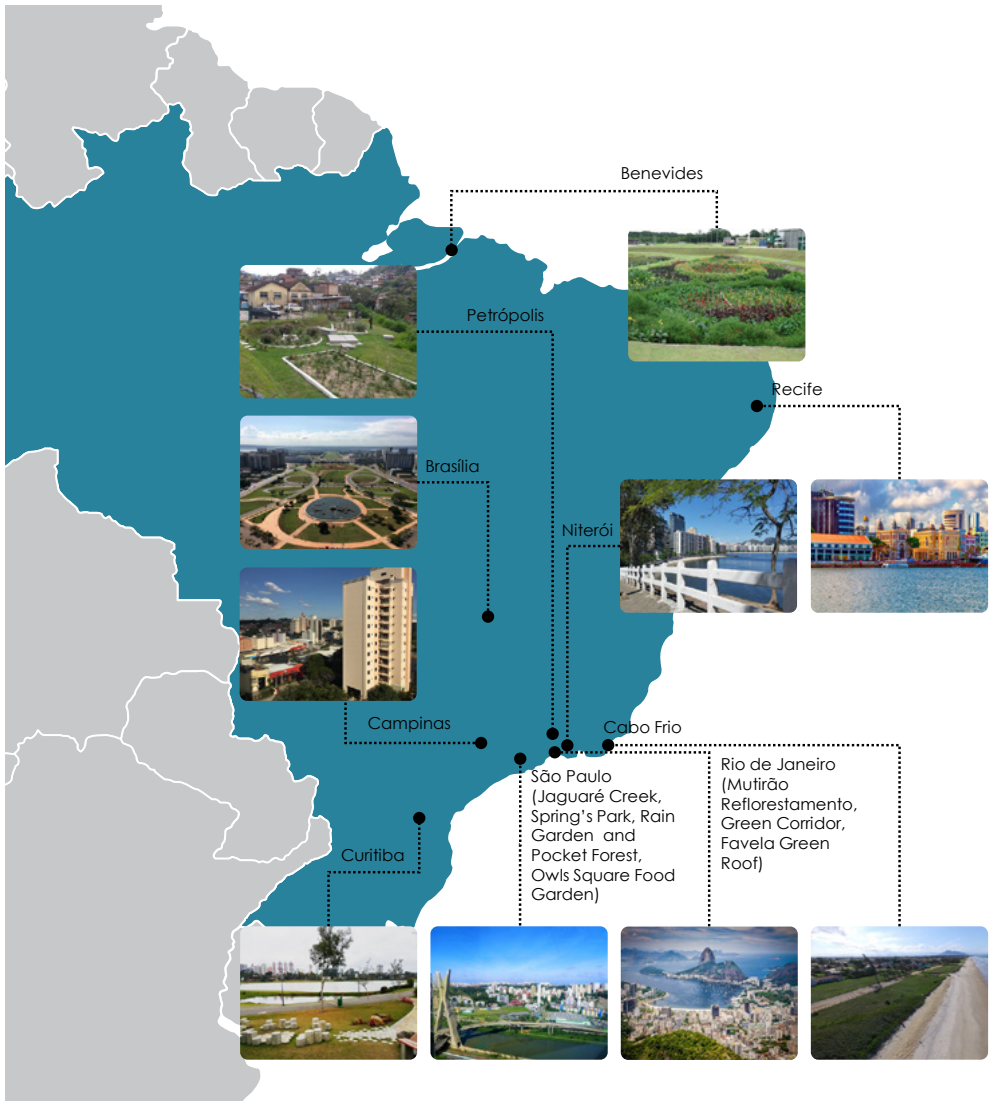 Benevides
Petrópolis
Recife
Brasília
Niterói
Campinas
Cabo Frio
São Paulo
(Jaguaré Creek,
Spring's Park, Rain
Garden and
Pocket Forest,
Owls Square Food
Garden)
Rio de Janeiro
(Mutirão
Reflorestamento,
Green Corridor,
Favela Green
Roof)
Curitiba